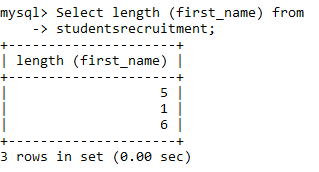 mysql> Select length (first_name) from
    -> studentsrecruitment;
+---------------------+
| length (first_name) |
+---------------------+
|                   5 |
|                   1 |
|                   6 |
+---------------------+
3 rows in set (0.00 sec)